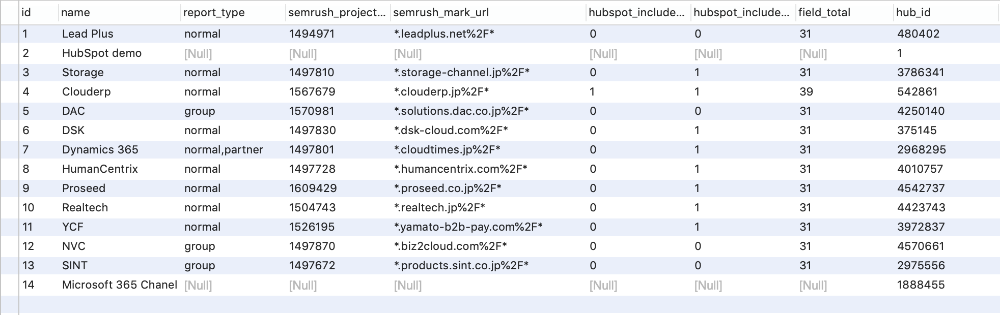 id name report_type semrush_project... semrush_mark_url hubspot_include... hubspot_include... field_total hub_id
1 Lead Plus normal 1494971 *.leadplus.net%2F* 0 0 31 480402
2 HubSpot demo [Null] [Null] [Null] [Null] [Null] [Null] 1
3 Storage normal 1497810 *.storage-channel.jp%2F* 0 1 31 3786341
4 Clouderp normal 1567679 *.clouderp.jp%2F* 1 1 39 542861
5 DAC group 1570981 *.solutions.dac.co.jp%2F* 0 0 31 4250140
6 DSK normal 1497830 *.dsk-cloud.com%2F* 0 1 31 375145
7 Dynamics 365 normal,partner 1497801 *.cloudtimes.jp%2F* 0 1 31 2968295
8 HumanCentrix normal 1497728 *.humancentrix.com%2F* 0 1 31 4010757
9 Proseed normal 1609429 *.proseed.co.jp%2F* 0 1 31 4542737
10 Realtech normal 1504743 *.realtech.jp%2F* 0 1 31 4423743
11 YCF normal 1526195 *.yamato-b2b-pay.com%2F* 0 1 31 3972837
12 NVC group 1497870 *.biz2cloud.com%2F* 0 0 31 4570661
13 SINT group 1497672 *.products.sint.co.jp%2F* 0 0 31 2975556
14 Microsoft 365 Chanel [Null] [Null] [Null] [Null] [Null] [Null] 1888455